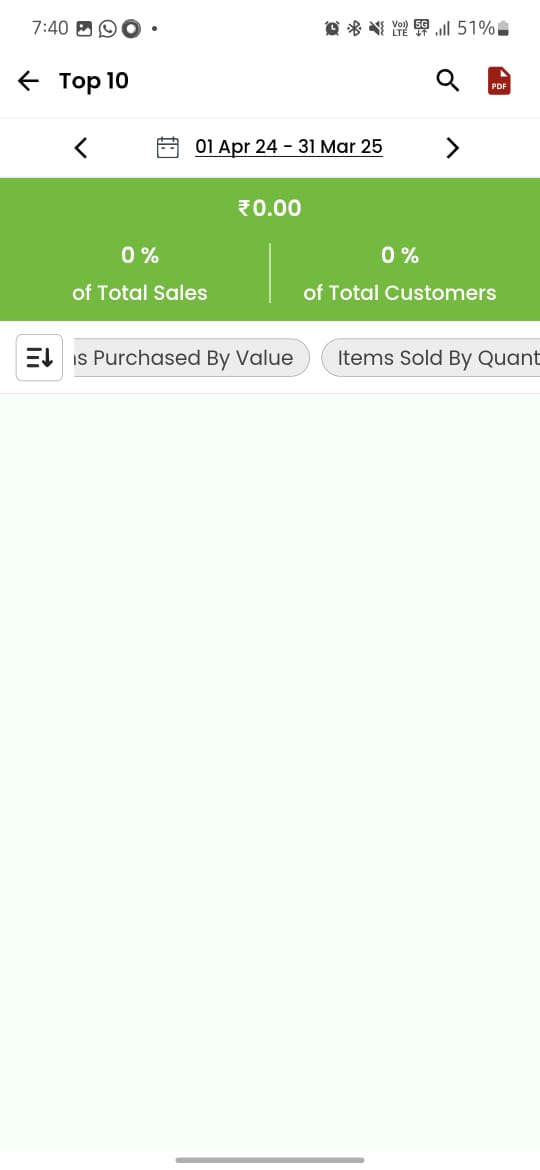 7:40 Vo)) LTE 5G 51%
Top 10 PDF
01 Apr 24 - 31 Mar 25
₹0.00
0 % 0 %
of Total Sales of Total Customers
s Purchased By Value Items Sold By Quant